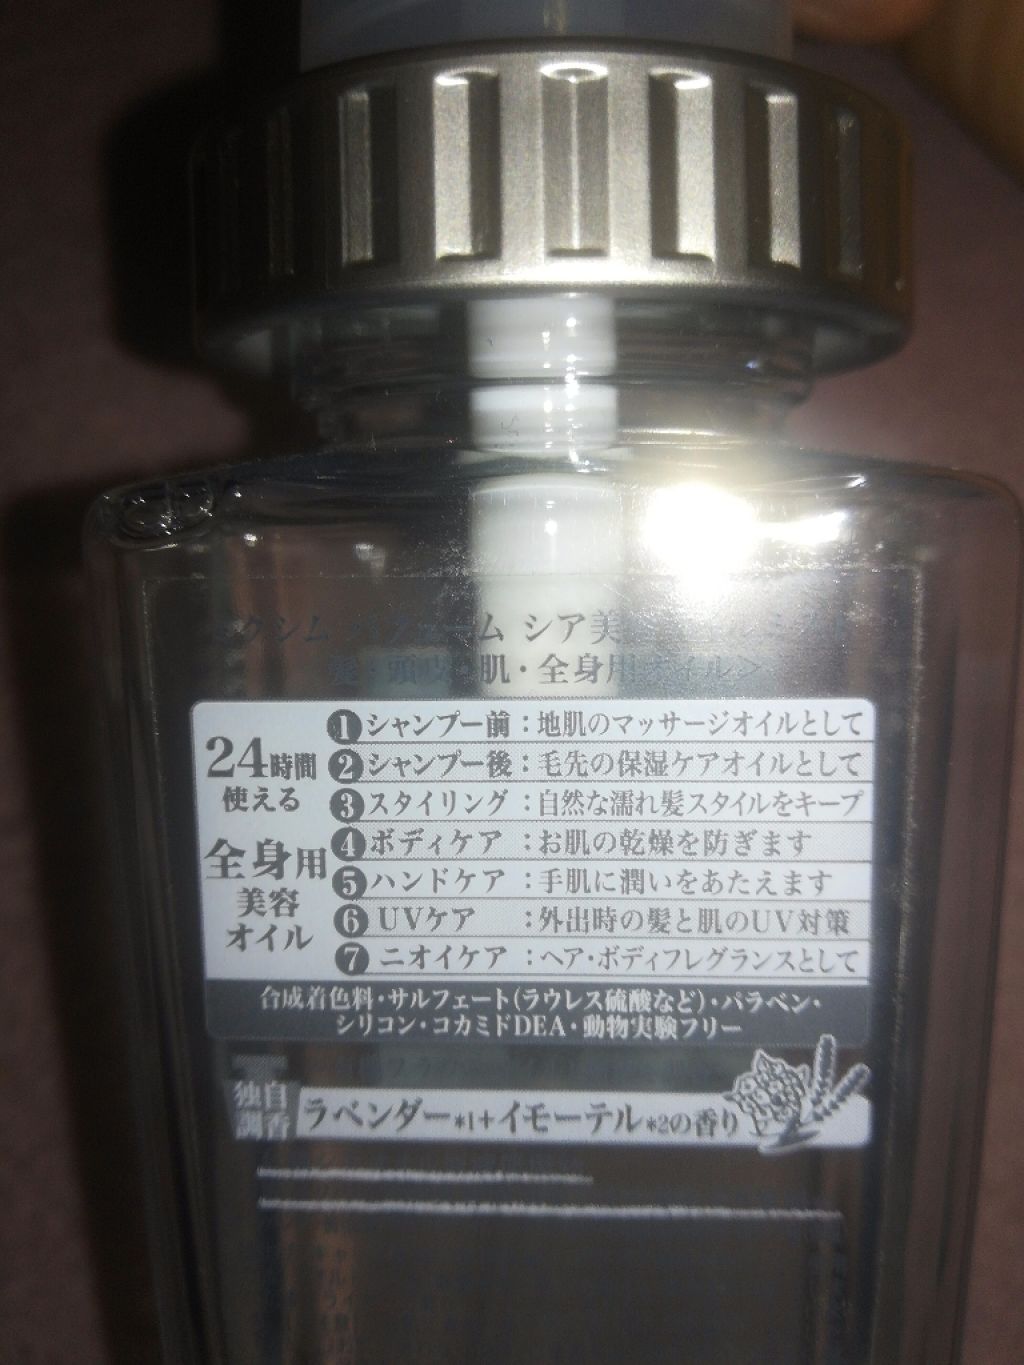 シム パフューム シア美
髪・頭皮・肌・全身用オイル>
24時間
使える
全身用
美容
オイル
❶シャンプー前：地肌のマッサージオイルとして
❷シャンプー後：毛先の保湿ケアオイルとして
❸スタイリング：自然な濡れ髪スタイルをキープ
❹ボディケア：お肌の乾燥を防ぎます
❺ハンドケア：手肌に潤いをあたえます
❻UVケア：外出時の髪と肌のUV対策
❼ニオイケア：ヘア・ボディフレグランスとして
合成着色料・サルフェート(ラウレス硫酸など)・パラベン・
シリコン・コカミドDEA・動物実験フリー
独自
調香
ラベンダー*1+イモーテル*2の香り